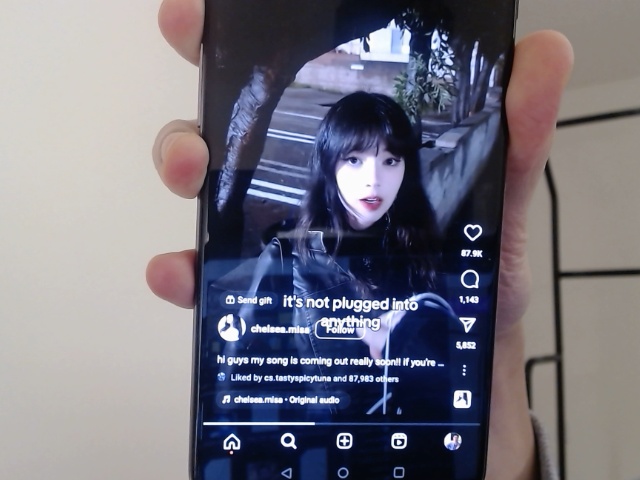 87.9K
1,143
Send gift
it's not plugged into
anything
chelsea.misa
Follow
5,852
hi guys my song is coming out really soon!! if you're ...
Liked by cs.tastyspicytuna and 87,983 others
chelsea.misa • Original audio